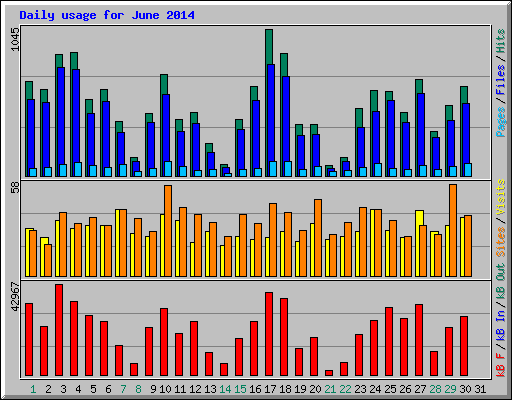 Daily usage for June 2014
1045
Pages / Files / Hits
58
Sites / Visits
42967
kB F / kB In / kB Out
1 2 3 4 5 6 7 8 9 10 11 12 13 14 15 16 17 18 19 20 21 22 23 24 25 26 27 28 29 30 31